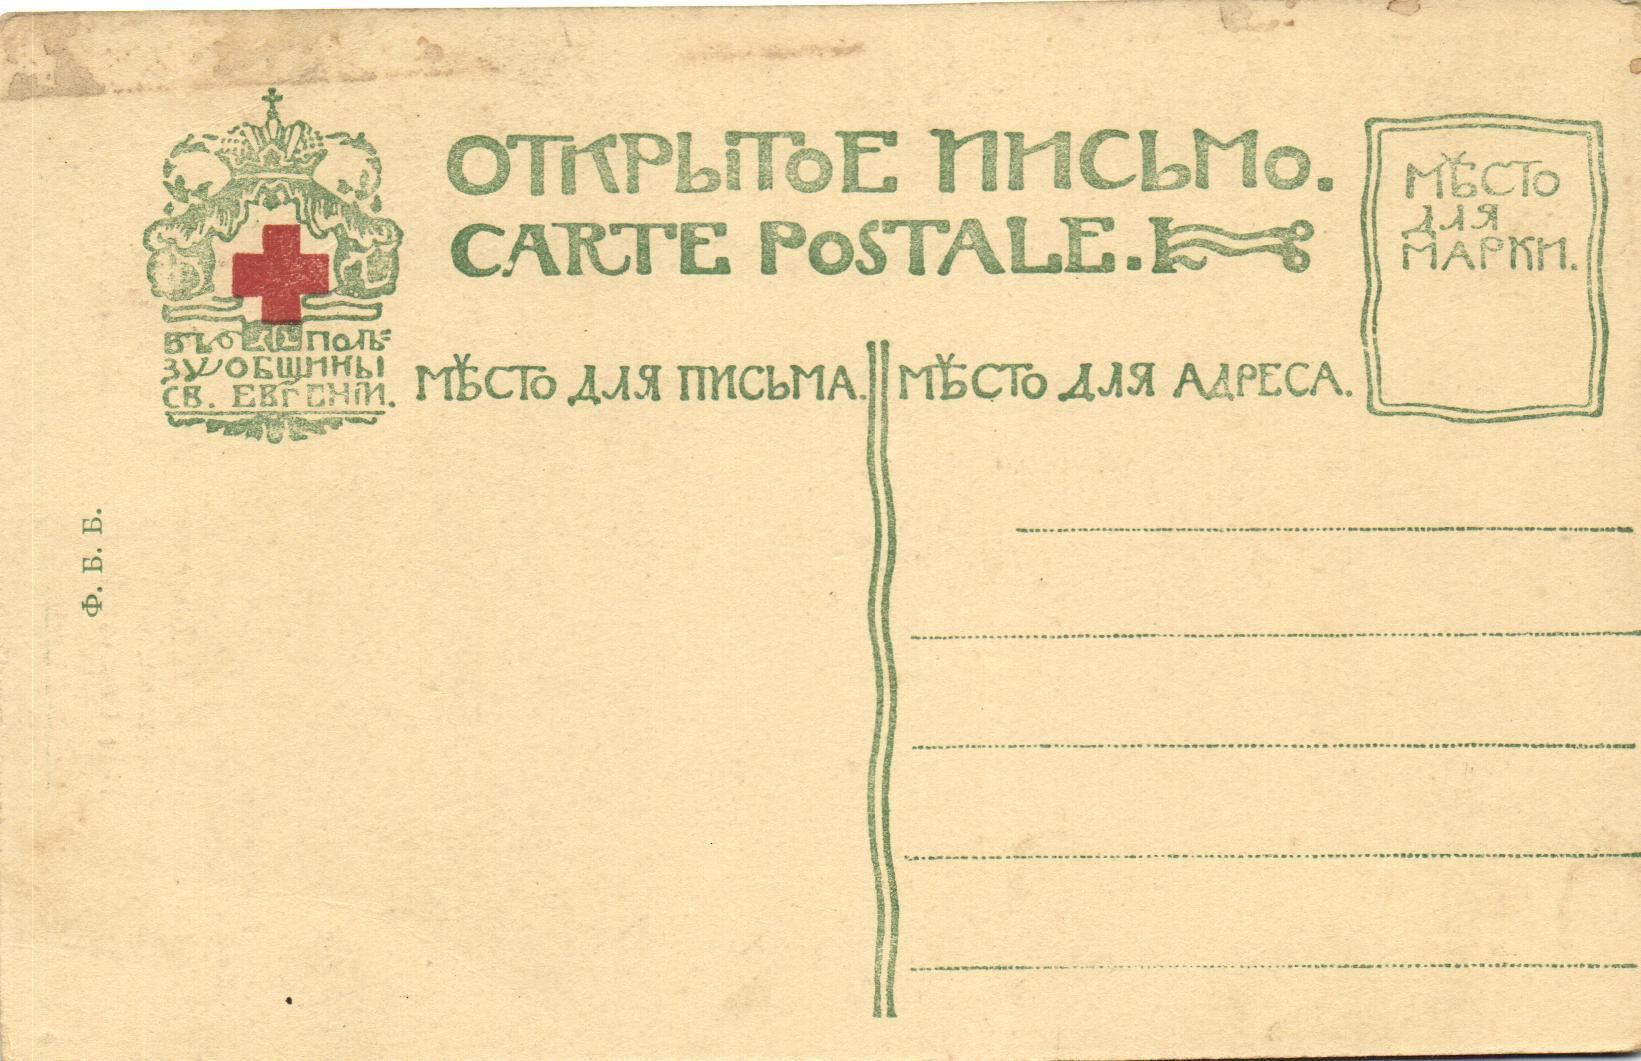 ОТКРЫТОЕ ПИСЬМО.
CARTE POSTALE.
МѢСТО
ДЛЯ
МАРКИ.
ВЪ ПОЛЬ-
ЗУ ОБЩИНЫ
СВ. ЕВГЕНІИ.
МѢСТО ДЛЯ ПИСЬМА.
МѢСТО ДЛЯ АДРЕСА.
Ф. Б. Б.